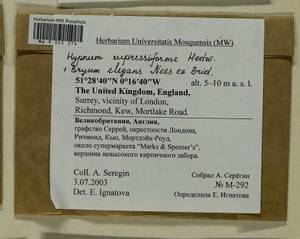 Herbarium MW, Bryophyta
Herbarium Universitatis Mosquensis (MW)
Hypnum cupressiforme Hedw.
+ Bryum elegans Nees ex Brid.
51°28'40"N 0°16'40"W alt. 5–10 m a. s. l.
The United Kingdom, England,
Surrey, vicinity of London,
Richmond, Kew, Mortlake Road.
Великобритания, Англия,
графство Суррей, окрестности Лондона,
Ричмонд, Кью, Мортлэйк-Роуд,
около супермаркета "Marks & Spenser's",
вершина невысокого кирпичного забора.
Coll. A. Seregin
Собрал А. Серёгин
3.07.2003
№ M-292
Det. E. Ignatova
Определила Е. Игнатова